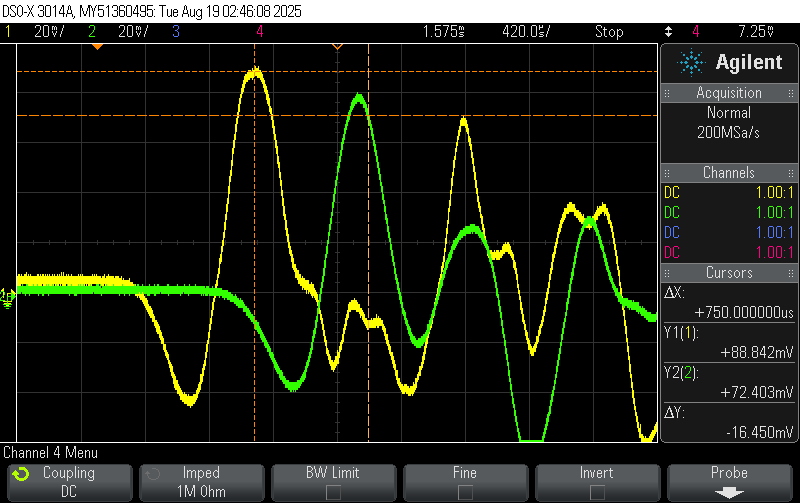 DSO-X 3014A, MY51360495: Tue Aug 19 02:46:08 2025
1 20V/ 2 20V/ 3 4 1.575s 420.0s/ Stop 4 7.25V
Agilent
Acquisition
Normal
200MSa/s
Channels
DC 1.00:1
DC 1.00:1
DC 1.00:1
DC 1.00:1
Cursors
ΔX:
+750.000000us
Y1(1):
+88.842mV
Y2(2):
+72.403mV
ΔY:
-16.450mV
Channel 4 Menu
Coupling
DC
Imped
1M Ohm
BW Limit
Fine
Invert
Probe